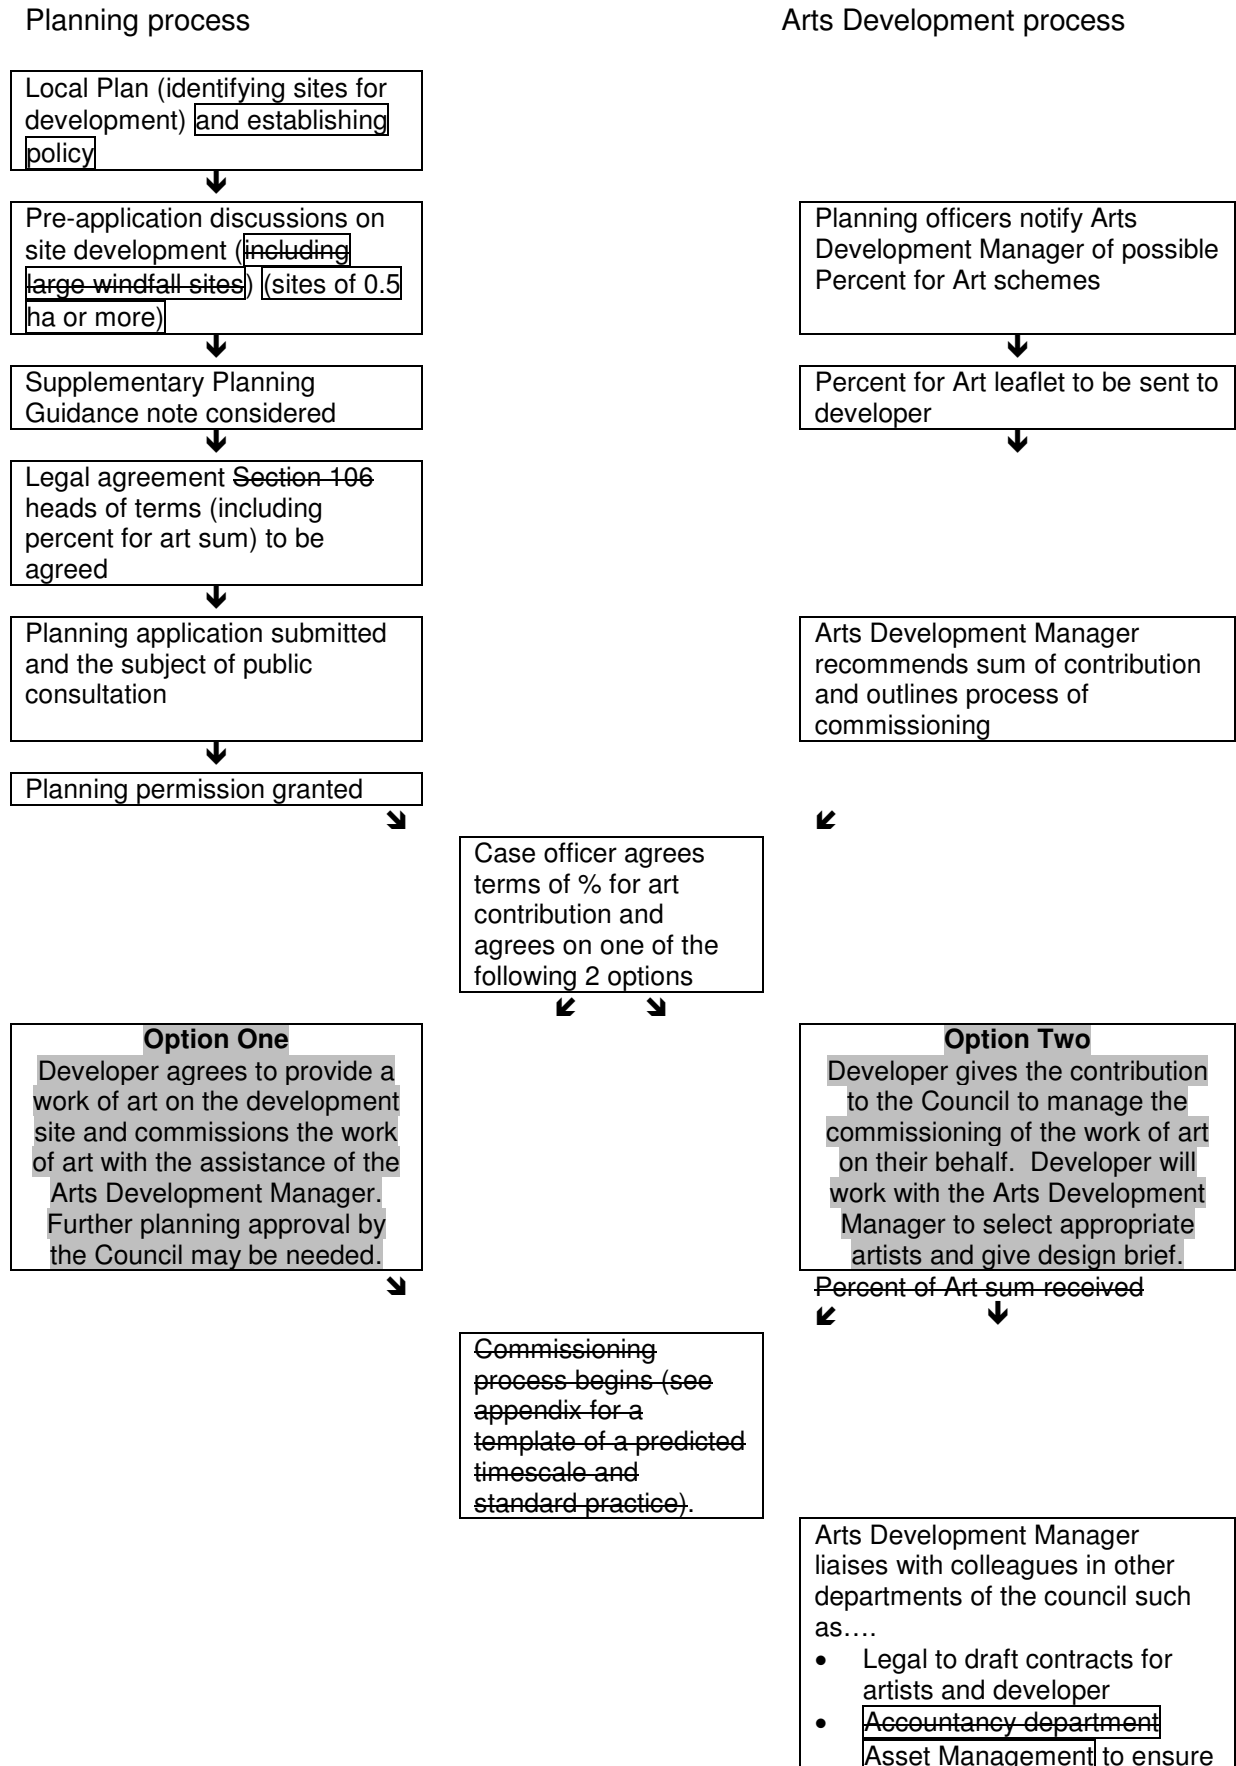 Planning process
Arts Development process
Local Plan (identifying sites for
development) and establishing
policy
Pre-application discussions on
site development (including
large windfall sites) (sites of 0.5
ha or more)
Planning officers notify Arts
Development Manager of possible
Percent for Art schemes
Supplementary Planning
Guidance note considered
Percent for Art leaflet to be sent to
developer
Legal agreement Section 106
heads of terms (including
percent for art sum) to be
agreed
Planning application submitted
and the subject of public
consultation
Arts Development Manager
recommends sum of contribution
and outlines process of
commissioning
Planning permission granted
Case officer agrees
terms of % for art
contribution and
agrees on one of the
following 2 options
Option One
Developer agrees to provide a
work of art on the development
site and commissions the work
of art with the assistance of the
Arts Development Manager.
Further planning approval by
the Council may be needed.
Option Two
Developer gives the contribution
to the Council to manage the
commissioning of the work of art
on their behalf.  Developer will
work with the Arts Development
Manager to select appropriate
artists and give design brief.
Percent of Art sum received
Commissioning
process begins (see
appendix for a
template of a predicted
timescale and
standard practice).
Arts Development Manager
liaises with colleagues in other
departments of the council such
as….
• Legal to draft contracts for
artists and developer
• Accountancy department
Asset Management to ensure